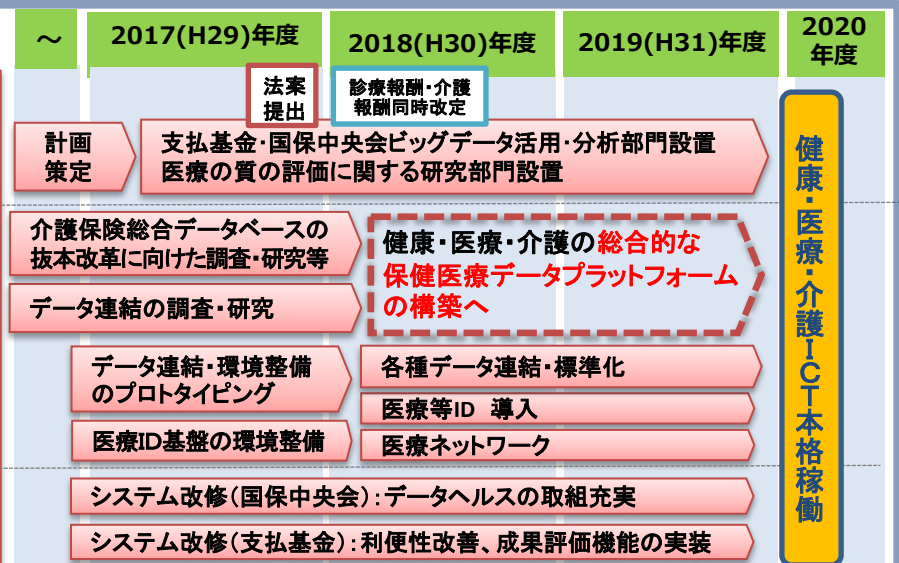 ～
2017(H29)年度
2018(H30)年度
2019(H31)年度
2020
年度
法案
提出
診療報酬・介護
報酬同時改定
計画
策定
支払基金・国保中央会ビッグデータ活用・分析部門設置
医療の質の評価に関する研究部門設置
介護保険総合データベースの
抜本改革に向けた調査・研究等
データ連結の調査・研究
健康・医療・介護の総合的な
保健医療データプラットフォーム
の構築へ
データ連結・環境整備
のプロトタイピング
医療ID基盤の環境整備
各種データ連結・標準化
医療等ID 導入
医療ネットワーク
システム改修（国保中央会）：データヘルスの取組充実
システム改修（支払基金）：利便性改善、成果評価機能の実装
健康・医療・介護ＩＣＴ本格稼働